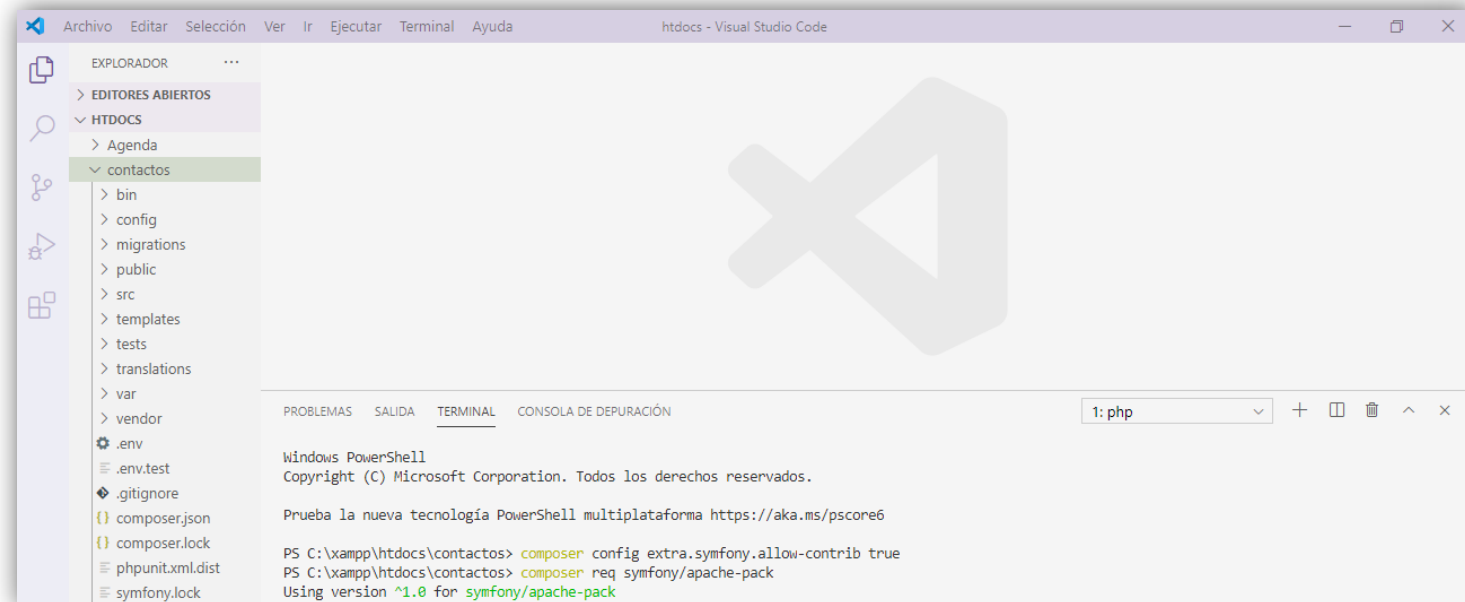 Archivo Editar Selección Ver Ir Ejecutar Terminal Ayuda htdocs - Visual Studio Code
EXPLORADOR ...
EDITORES ABIERTOS
HTDOCS
Agenda
contactos
bin
config
migrations
public
src
templates
tests
translations
var
vendor
.env
.env.test
.gitignore
{} composer.json
{} composer.lock
phpunit.xml.dist
symfony.lock
PROBLEMAS SALIDA TERMINAL CONSOLA DE DEPURACIÓN 1: php
Windows PowerShell
Copyright (C) Microsoft Corporation. Todos los derechos reservados.
Prueba la nueva tecnología PowerShell multiplataforma https://aka.ms/pscore6
PS C:\xampp\htdocs\contactos> composer config extra.symfony.allow-contrib true
PS C:\xampp\htdocs\contactos> composer req symfony/apache-pack
Using version ^1.0 for symfony/apache-pack